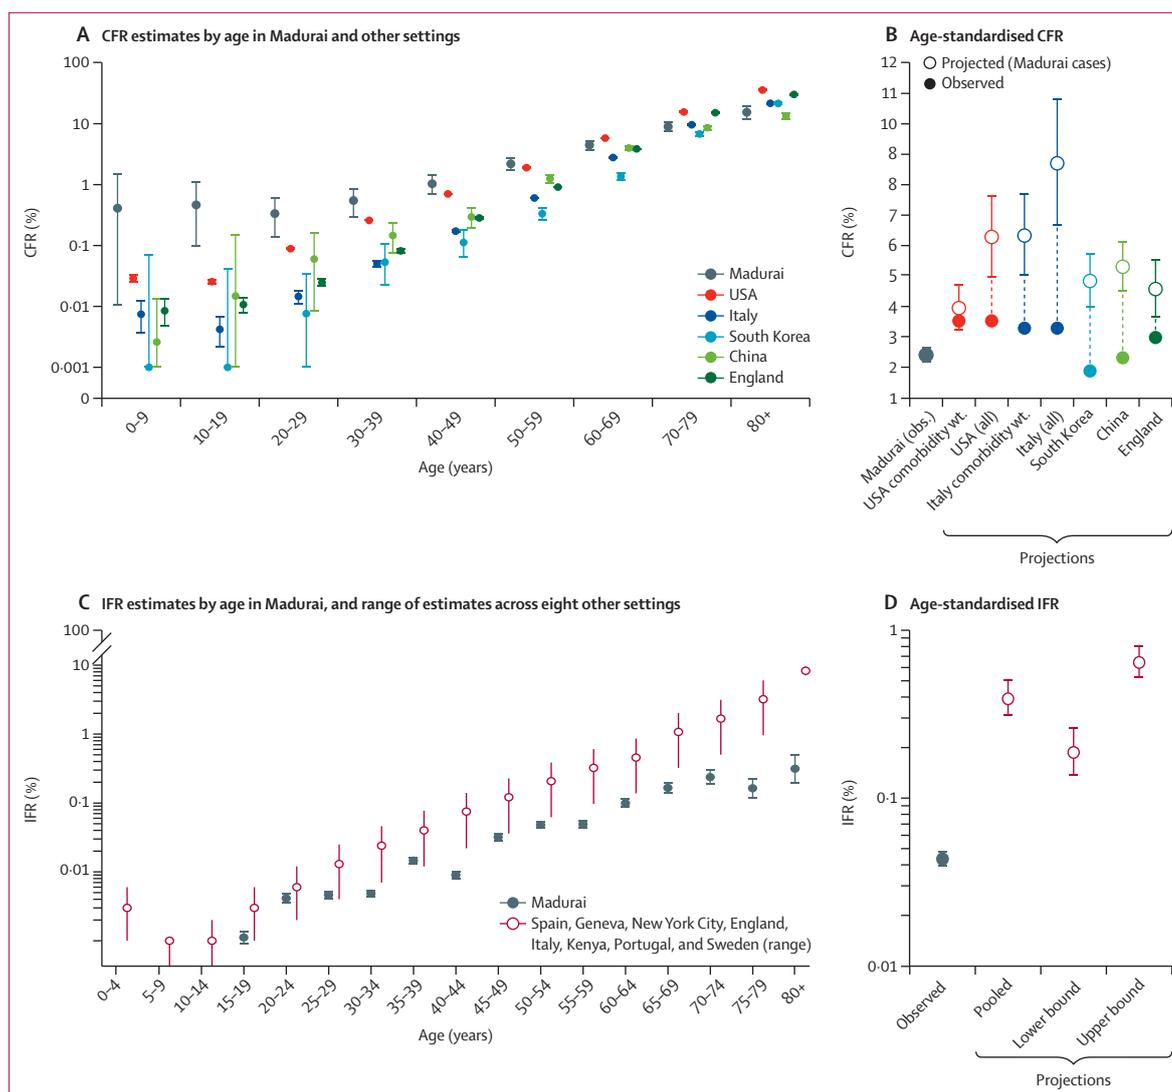 A CFR estimates by age in Madurai and other settings
100
10
1
0·1
0·01
0·001
0
CFR (%)
0–9
10–19
20–29
30–39
40–49
50–59
60–69
70–79
80+
Age (years)
Madurai
USA
Italy
South Korea
China
England
B Age-standardised CFR
Projected (Madurai cases)
Observed
12
11
10
8
8
7
6
5
4
3
2
1
CFR (%)
Madurai (obs.)
USA comorbidity wt.
USA (all)
Italy comorbidity wt.
Italy (all)
South Korea
China
England
Projections
C IFR estimates by age in Madurai, and range of estimates across eight other settings
100
10
1
0·1
0·01
IFR (%)
Madurai
Spain, Geneva, New York City, England,
Italy, Kenya, Portugal, and Sweden (range)
0–4
5–9
10–14
15–19
20–24
25–29
30–34
35–39
40–44
45–49
50–54
55–59
60–64
65–69
70–74
75–79
80+
Age (years)
D Age-standardised IFR
1
0·1
0·01
IFR (%)
Observed
Pooled
Lower bound
Upper bound
Projections